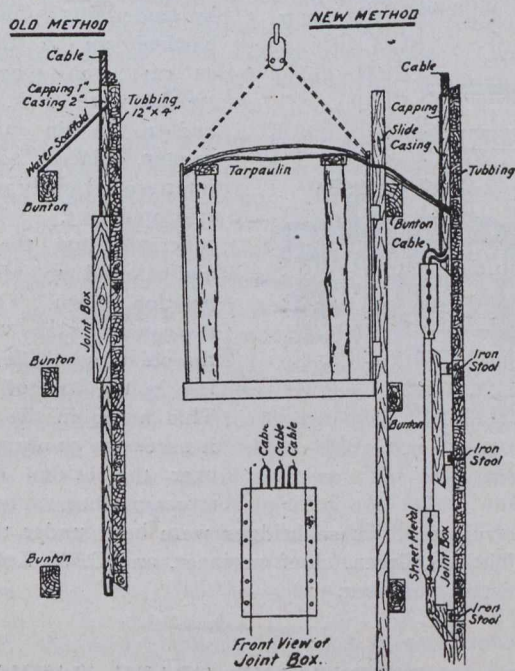 OLD METHOD
Cable
Capping 1"
Casing 2"
Tubbing
12" x 4"
Water Scaffold
Bunton
Joint Box
Bunton
Bunton
NEW METHOD
Cable
Capping
Slide
Casing
Tubbing
Tarpaulin
Bunton
Cable
Iron
Stool
Bunton
Iron
Stool
Sheet Metal
Joint Box
Iron
Stool
Cable
Cable
Cable
Front View of
Joint Box.